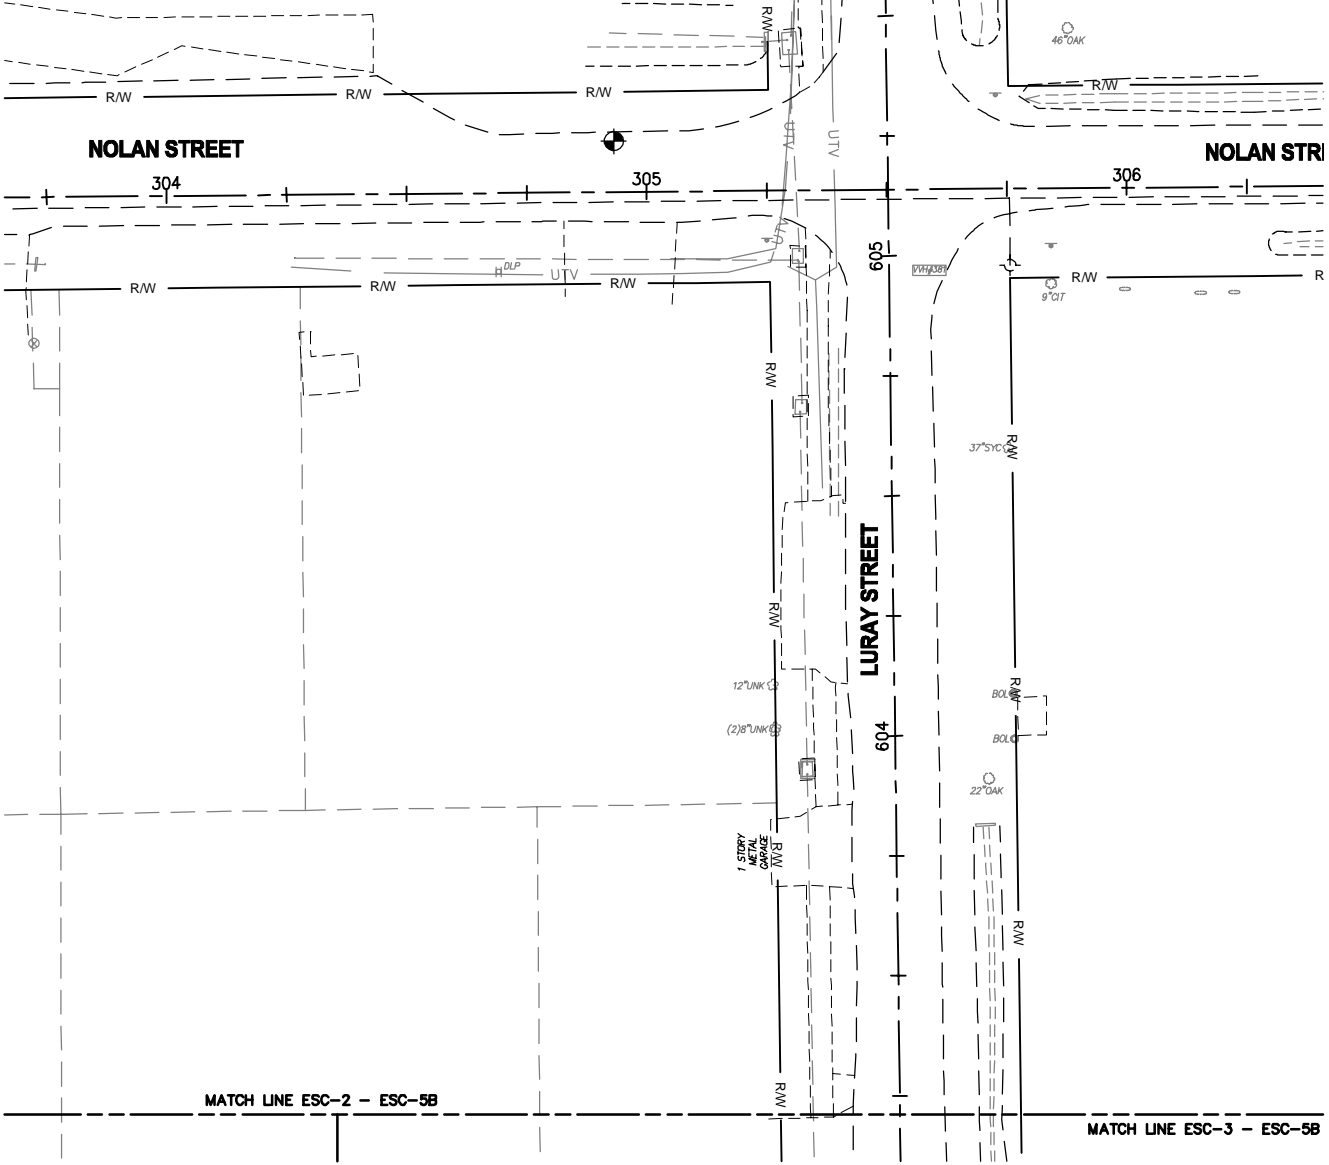 R/W
46"OAK
R/W
R/W
R/W
R/W
NOLAN STREET
UTV
UTV
NOLAN STRE
304
305
306
UTV
605
DLP
UTV
R/W
R/W
R/W
R/W
R
9"CIT
R/W
37"SYC
R/W
LURAY STREET
R/W
12"UNK
R/W
BOL
(2)8"UNK
604
BOL
22"OAK
1 STORY
METAL
GARAGE
R/W
R/W
R/W
MATCH LINE ESC-2 - ESC-5B
MATCH LINE ESC-3 - ESC-5B